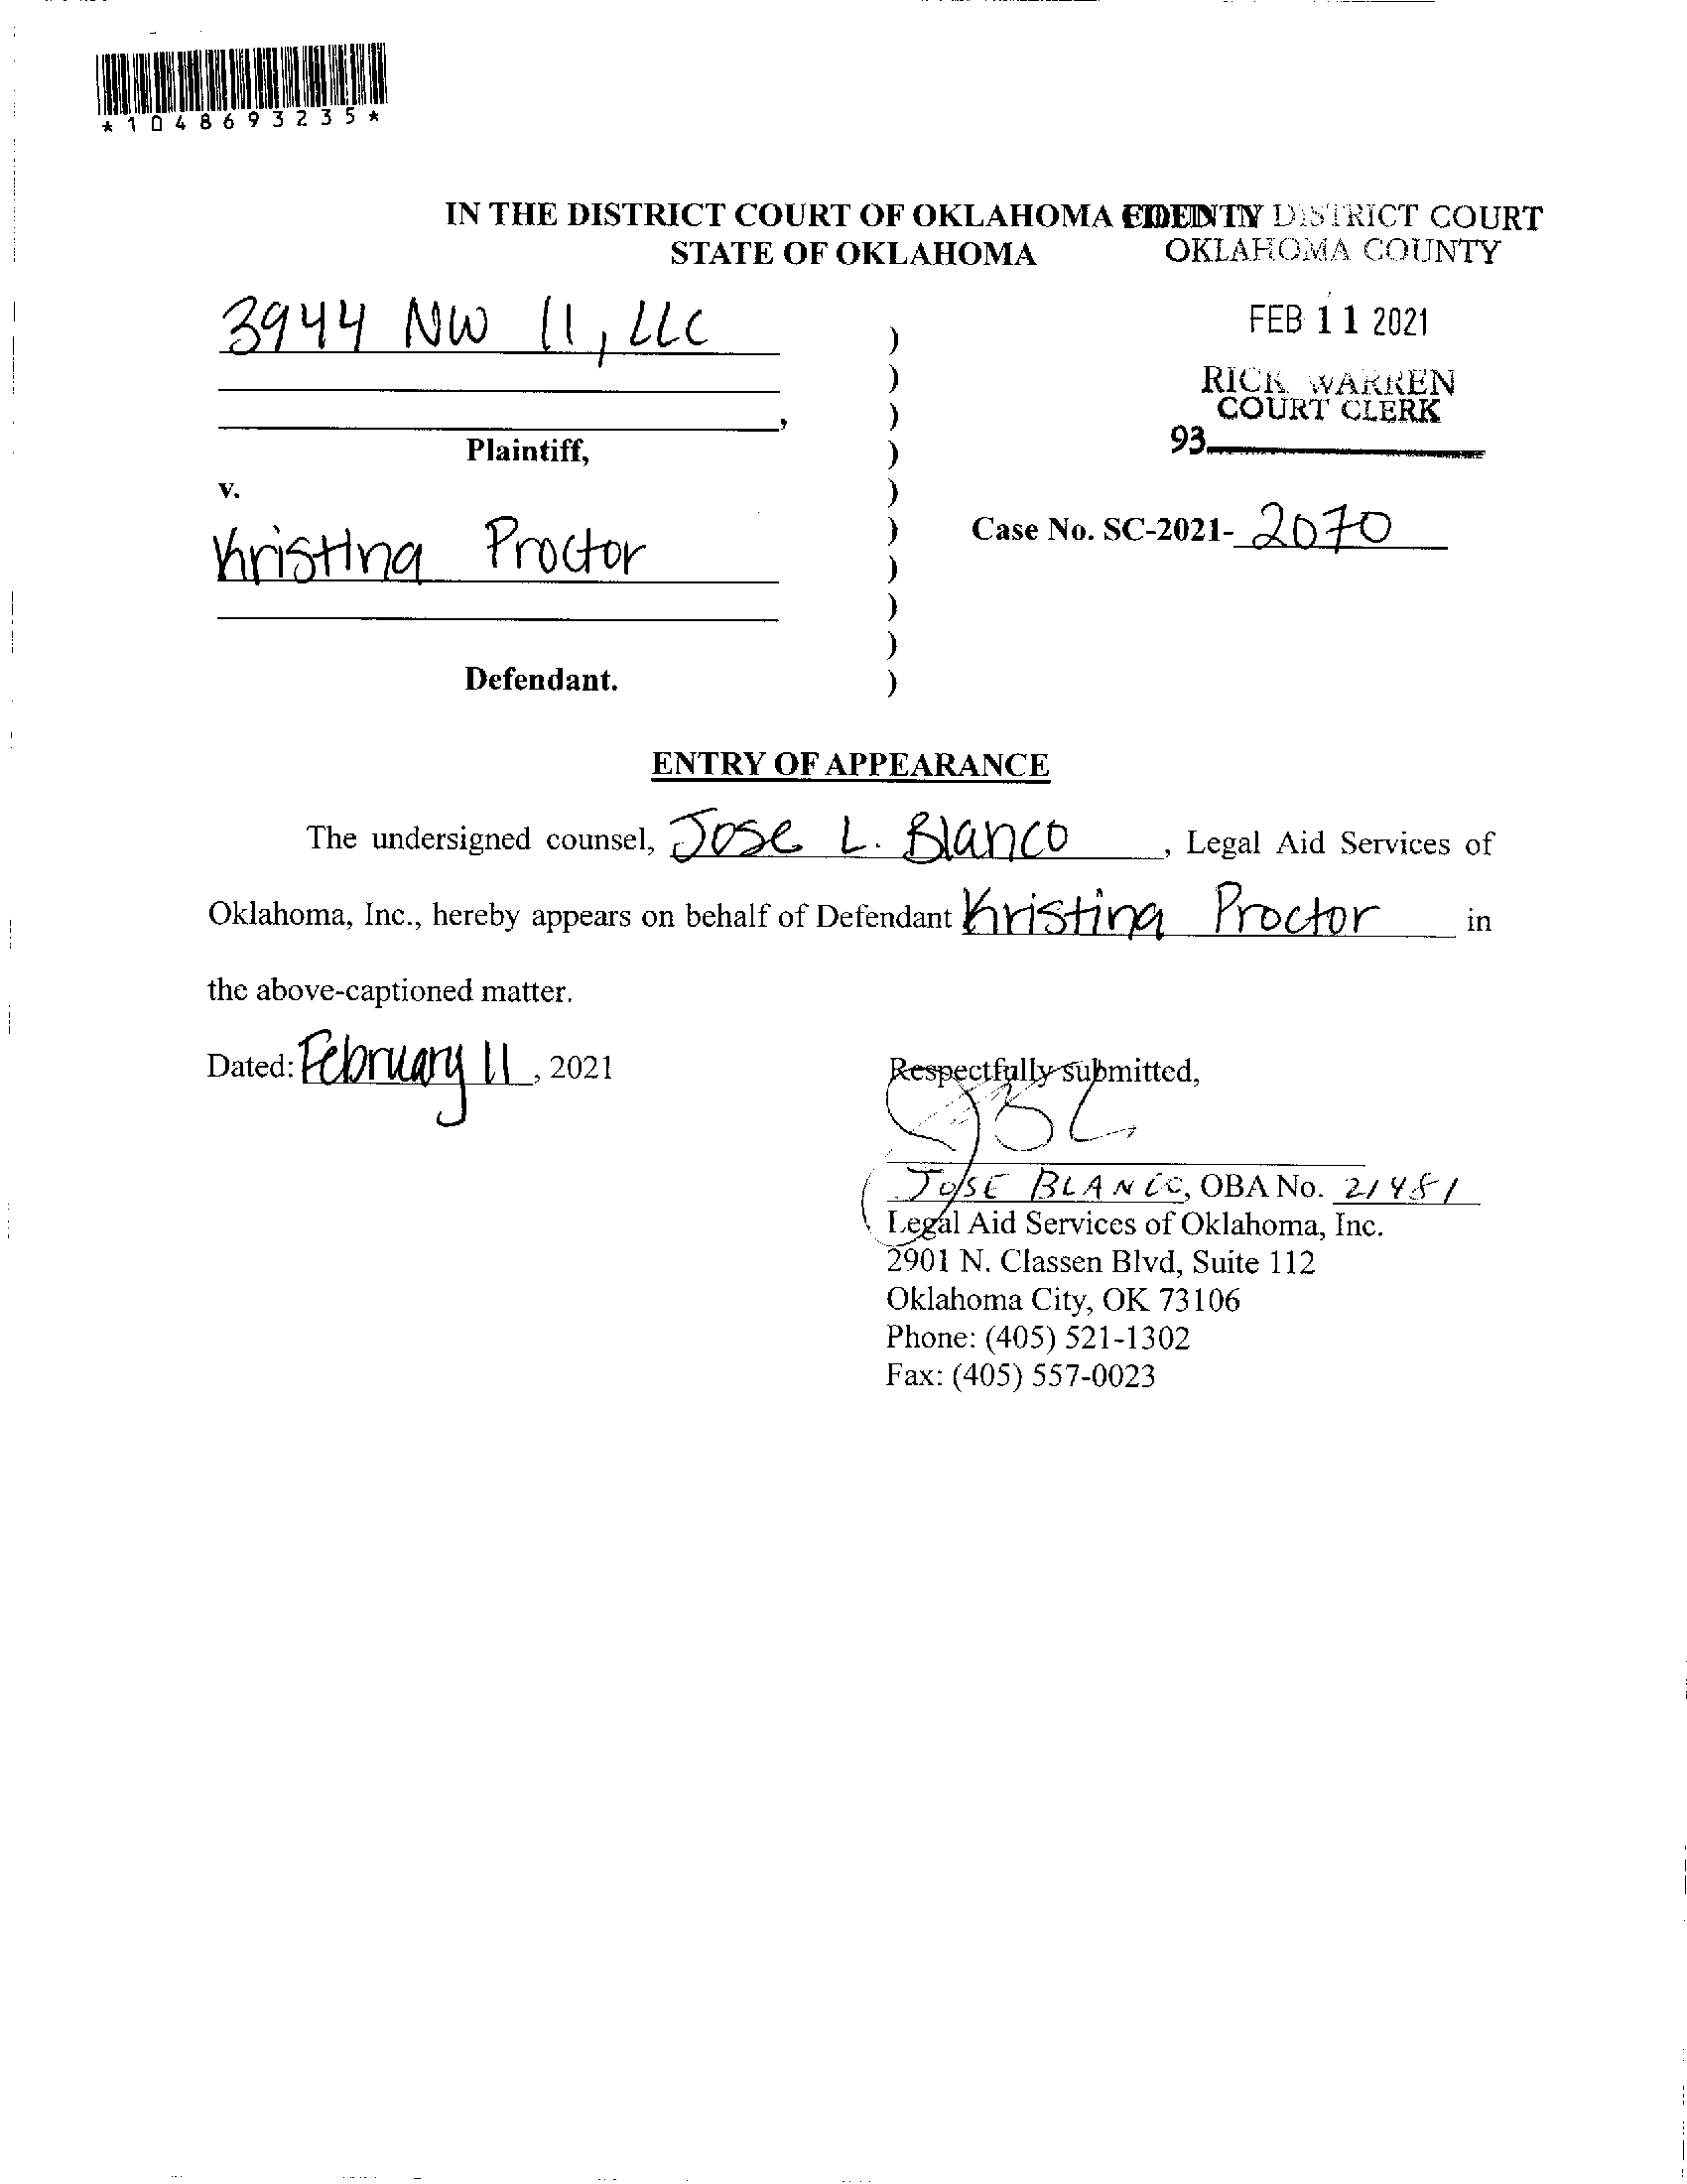 *1048693235*
IN THE DISTRICT COURT OF OKLAHOMA COUNTY
STATE OF OKLAHOMA
FILED IN DISTRICT COURT
OKLAHOMA COUNTY
FEB 11 2021
RICK WARREN
COURT CLERK
93
3944 NW 11, LLC
,
Plaintiff,
v.
Kristina Proctor
Defendant.
)
)
)
)
)
)
)
)
)
)
Case No. SC-2021-2070
ENTRY OF APPEARANCE
The undersigned counsel, Jose L. Blanco, Legal Aid Services of
Oklahoma, Inc., hereby appears on behalf of Defendant Kristina Proctor in
the above-captioned matter.
Dated: February 11, 2021
Respectfully submitted,
JOSE BLANCO, OBA No. 21481
Legal Aid Services of Oklahoma, Inc.
2901 N. Classen Blvd, Suite 112
Oklahoma City, OK 73106
Phone: (405) 521-1302
Fax: (405) 557-0023